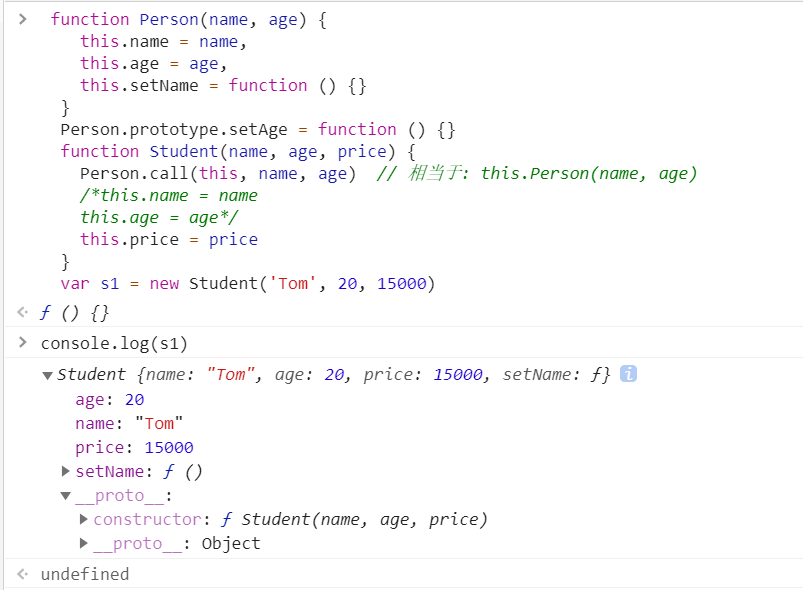 function Person(name, age) {
this.name = name,
this.age = age,
this.setName = function () {}
}
Person.prototype.setAge = function () {}
function Student(name, age, price) {
Person.call(this, name, age)  // 相当于: this.Person(name, age)
/*this.name = name
this.age = age*/
this.price = price
}
var s1 = new Student('Tom', 20, 15000)
ƒ () {}
console.log(s1)
Student {name: "Tom", age: 20, price: 15000, setName: ƒ} i
age: 20
name: "Tom"
price: 15000
setName: ƒ ()
__proto__:
constructor: ƒ Student(name, age, price)
__proto__: Object
undefined